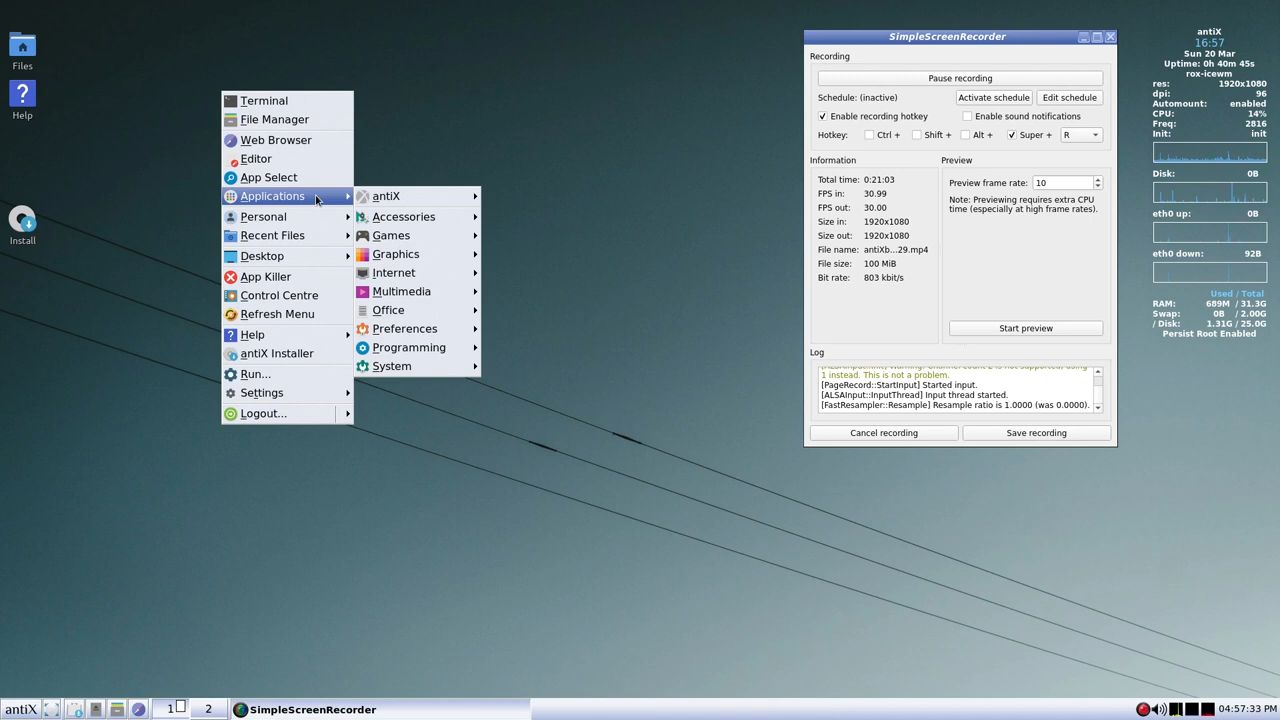 Files
Help
Install
Terminal
File Manager
Web Browser
Editor
App Select
Applications
Personal
Recent Files
Desktop
App Killer
Control Centre
Refresh Menu
Help
antiX Installer
Run...
Settings
Logout...
antiX
Accessories
Games
Graphics
Internet
Multimedia
Office
Preferences
Programming
System
SimpleScreenRecorder
Recording
Pause recording
Schedule: (inactive) Activate schedule Edit schedule
Enable recording hotkey Enable sound notifications
Hotkey: Ctrl + Shift + Alt + Super + R
Information
Total time: 0:21:03
FPS in: 30.99
FPS out: 30.00
Size in: 1920x1080
Size out: 1920x1080
File name: antiXb...29.mp4
File size: 100 MiB
Bit rate: 803 kbit/s
Preview
Preview frame rate: 10
Note: Previewing requires extra CPU
time (especially at high frame rates).
Start preview
Log
1 instead. This is not a problem.
[PageRecord::StartInput] Started input.
[ALSAInput::InputThread] Input thread started.
[FastResampler::Resample] Resample ratio is 1.0000 (was 0.0000).
Cancel recording Save recording
antiX
16:57
Sun 20 Mar
Uptime: 0h 40m 45s
rox-icewm
res: 1920x1080
dpi: 96
Automount: enabled
CPU: 14%
Freq: 2816
Init: init
Disk: 0B
eth0 up: 0B
eth0 down: 92B
Used / Total
RAM: 689M / 31.3G
Swap: 0B / 2.00G
/ Disk: 1.31G / 25.0G
Persist Root Enabled
antiX 1 2 SimpleScreenRecorder 04:57:33 PM